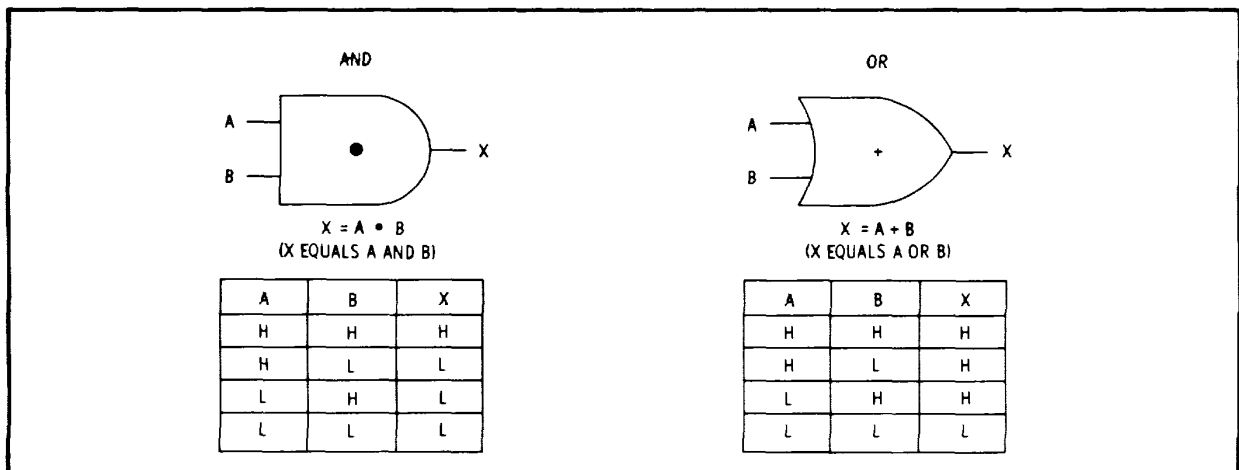 AND
A
B
●
X
X = A ● B
(X EQUALS A AND B)
A B X
H H H
H L L
L H L
L L L
OR
A
B
+
X
X = A + B
(X EQUALS A OR B)
A B X
H H H
H L H
L H H
L L L